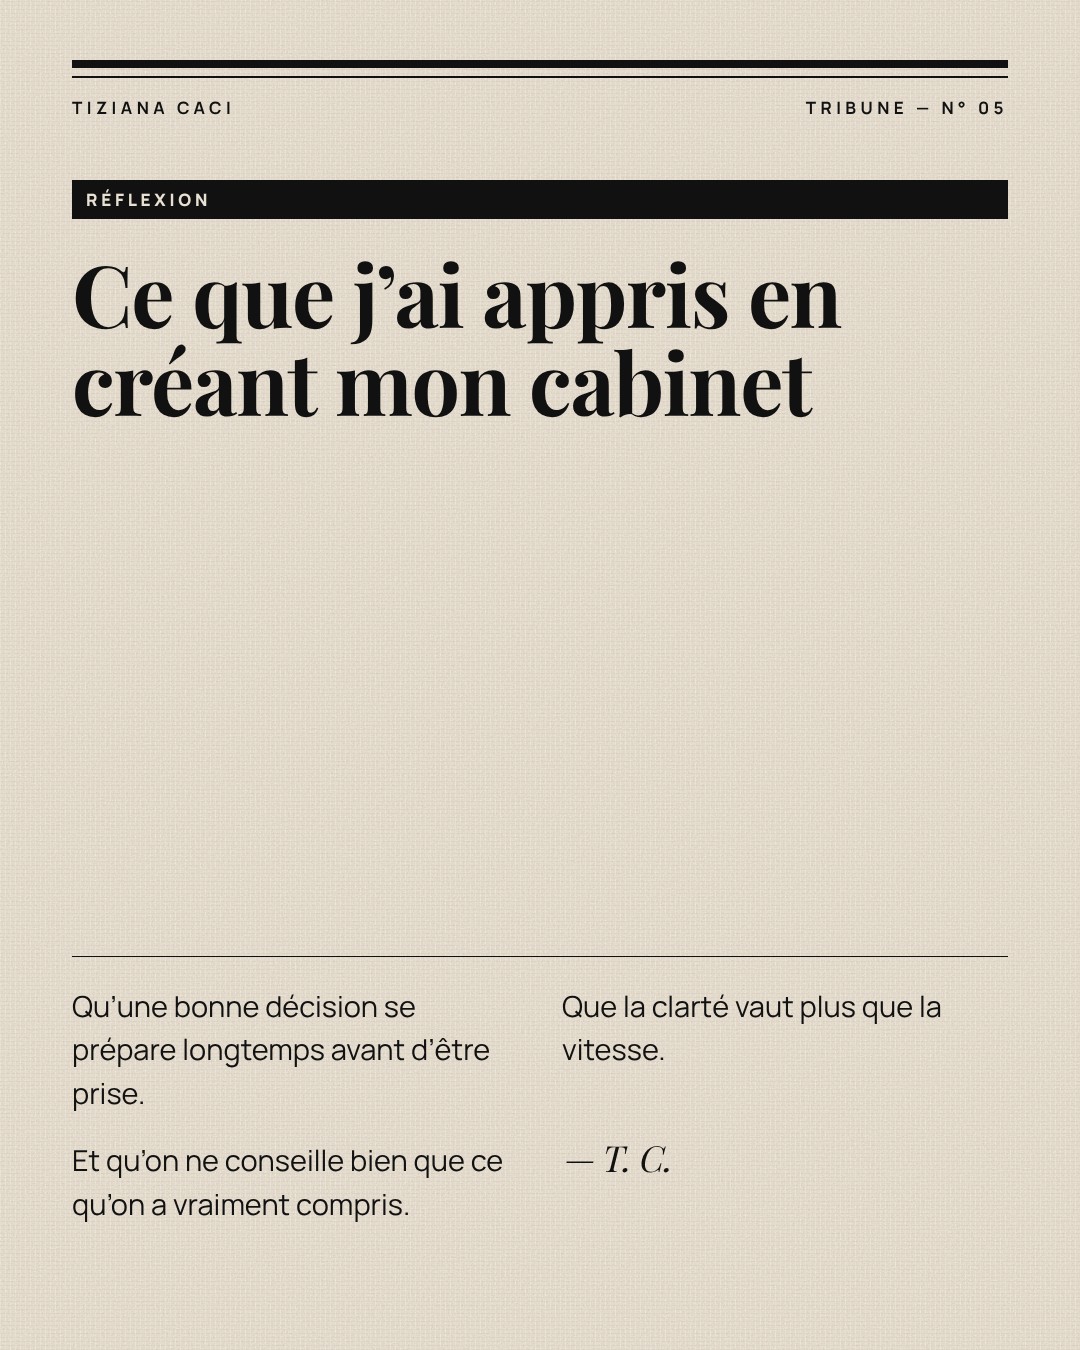 TIZIANA CACI
TRIBUNE — N° 05
RÉFLEXION
Ce que j’ai appris en
créant mon cabinet
Qu’une bonne décision se
prépare longtemps avant d’être
prise.
Que la clarté vaut plus que la
vitesse.
Et qu’on ne conseille bien que ce
qu’on a vraiment compris.
— T. C.